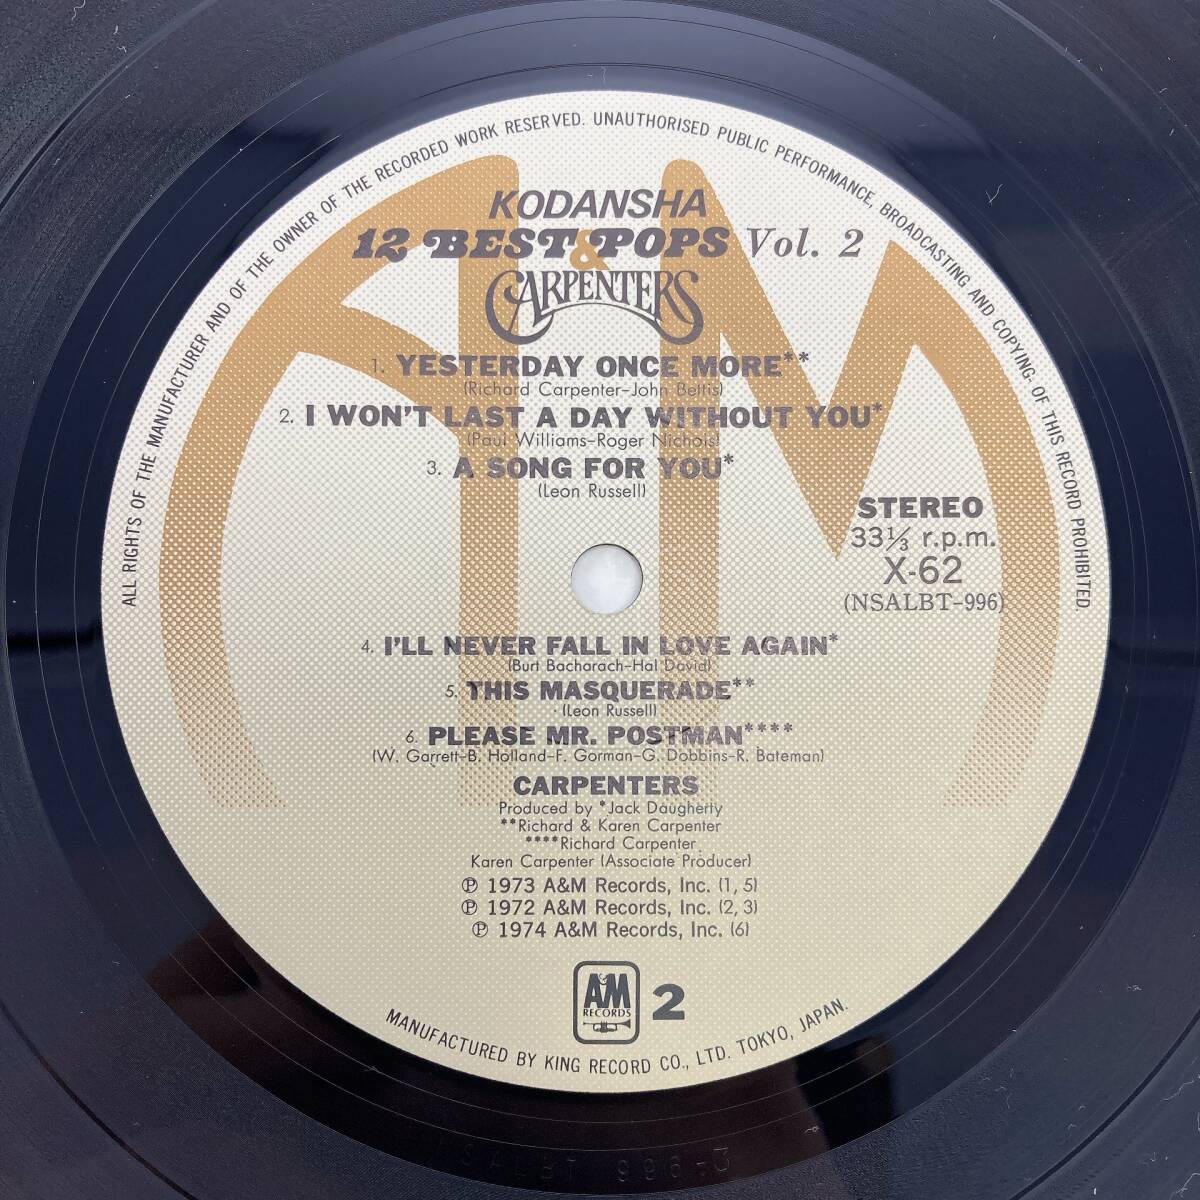 ALL RIGHTS OF THE MANUFACTURER AND OF THE OWNER OF THE RECORDED WORK RESERVED. UNAUTHORISED PUBLIC PERFORMANCE, BROADCASTING AND COPYING· OF THIS RECORD PROHIBITED.
KODANSHA
12 BEST POPS Vol. 2
&
CARPENTERS
1. YESTERDAY ONCE MORE**
(Richard Carpenter–John Bettis)
2. I WON'T LAST A DAY WITHOUT YOU*
(Paul Williams–Roger Nichols)
3. A SONG FOR YOU*
(Leon Russell)
STEREO
33⅓ r.p.m.
X-62
(NSALBT-996)
4. I'LL NEVER FALL IN LOVE AGAIN*
(Burt Bacharach–Hal David)
5. THIS MASQUERADE**
(Leon Russell)
6. PLEASE MR. POSTMAN****
(W. Garrett–B. Holland–F. Gorman–G. Dobbins–R. Bateman)
CARPENTERS
Produced by *Jack Daugherty
**Richard & Karen Carpenter
****Richard Carpenter
Karen Carpenter (Associate Producer)
℗ 1973 A&M Records, Inc. (1, 5)
℗ 1972 A&M Records, Inc. (2, 3)
℗ 1974 A&M Records, Inc. (6)
A&M
RECORDS
2
MANUFACTURED BY KING RECORD CO., LTD. TOKYO, JAPAN.
SALBT 996-3